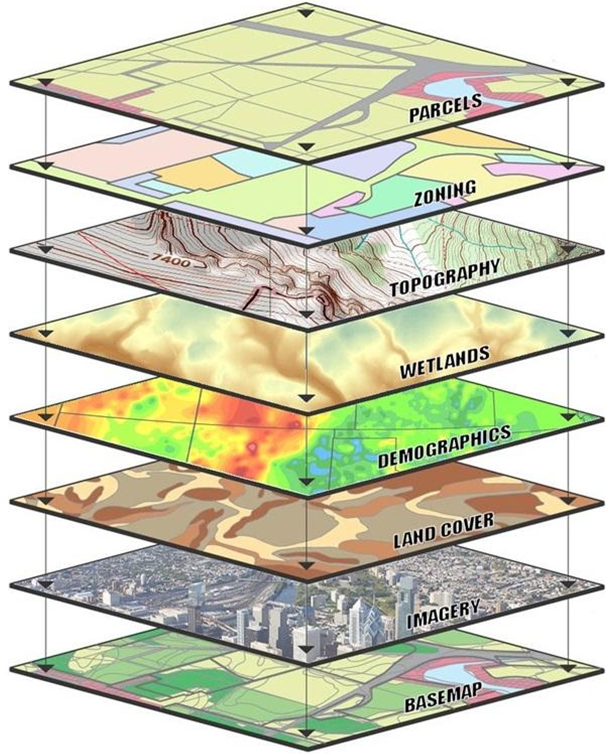 PARCELS
ZONING
7400
TOPOGRAPHY
WETLANDS
DEMOGRAPHICS
LAND COVER
IMAGERY
BASEMAP